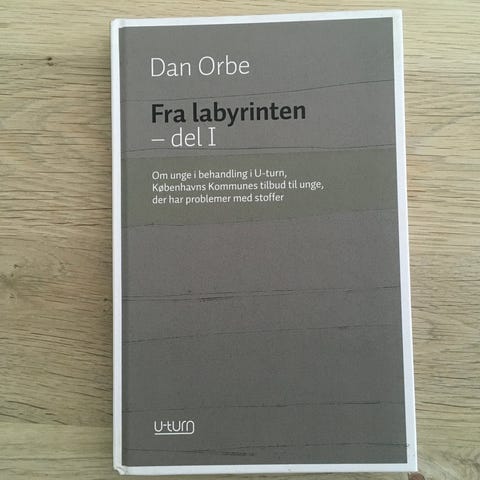 Dan Orbe
Fra labyrinten
– del I
Om unge i behandling i U-turn,
Københavns Kommunes tilbud til unge,
der har problemer med stoffer
U-turn